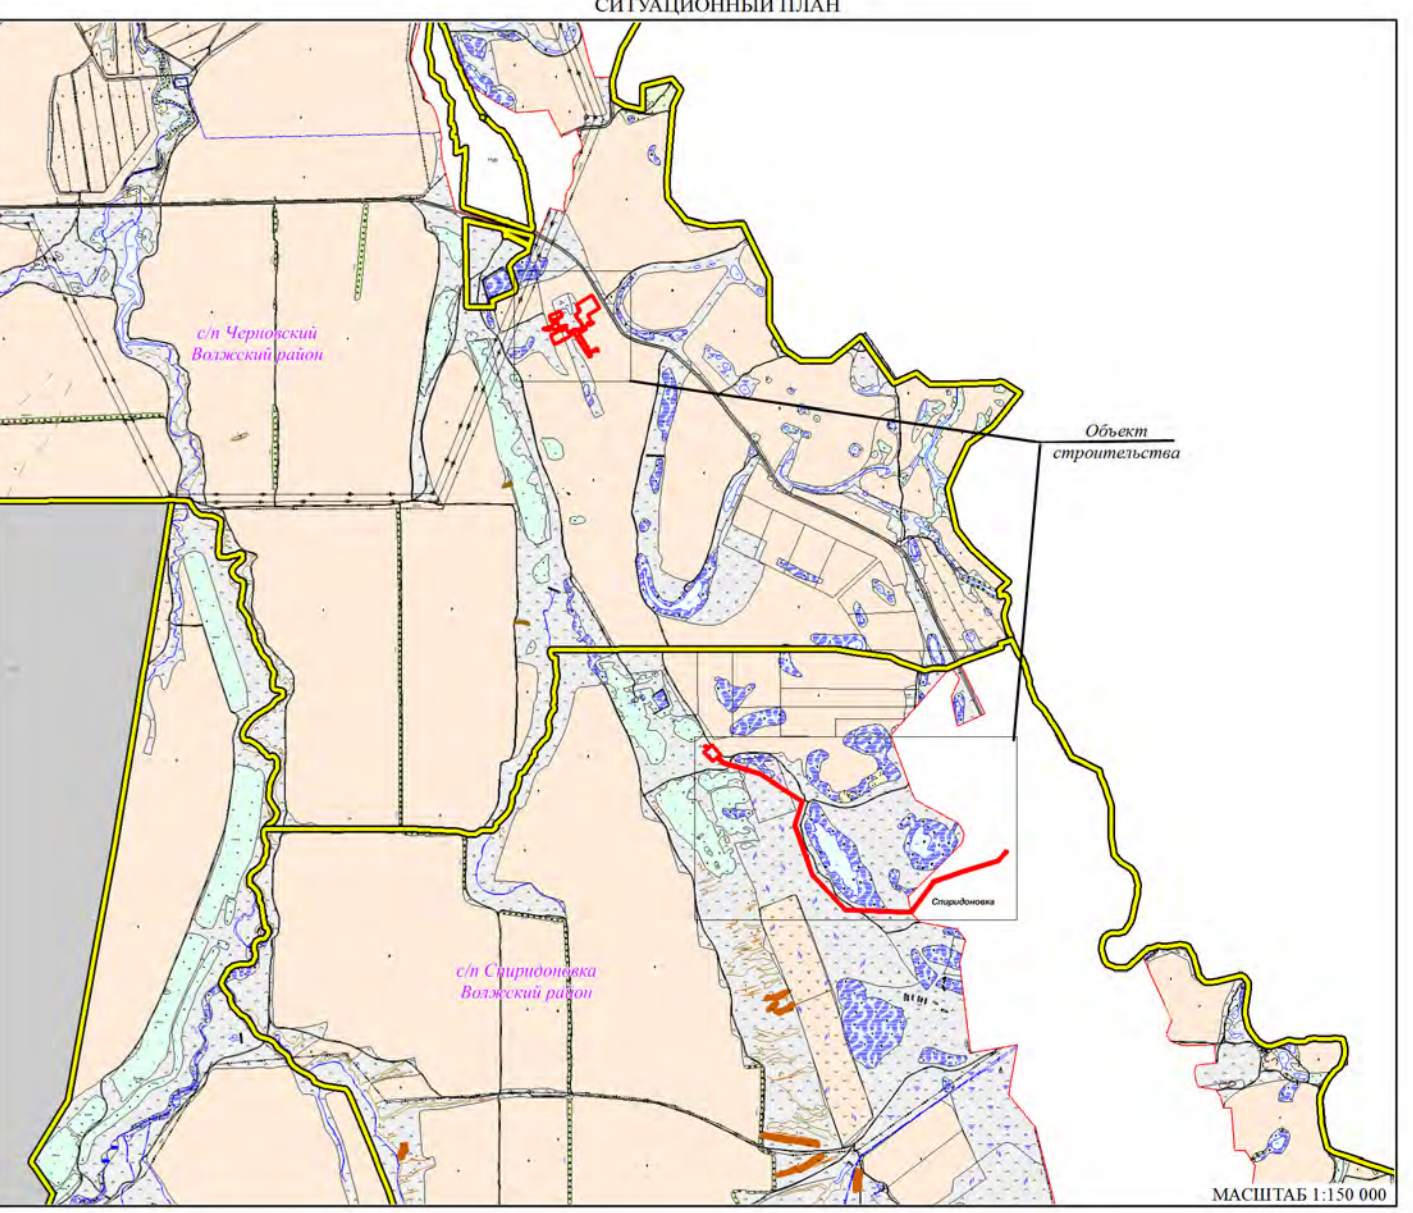 СИТУАЦИОННЫЙ ПЛАН
с/п Черновский
Волжский район
Объект
строительства
Спиридоновка
с/п Спиридоновка
Волжский район
МАСШТАБ 1:150 000